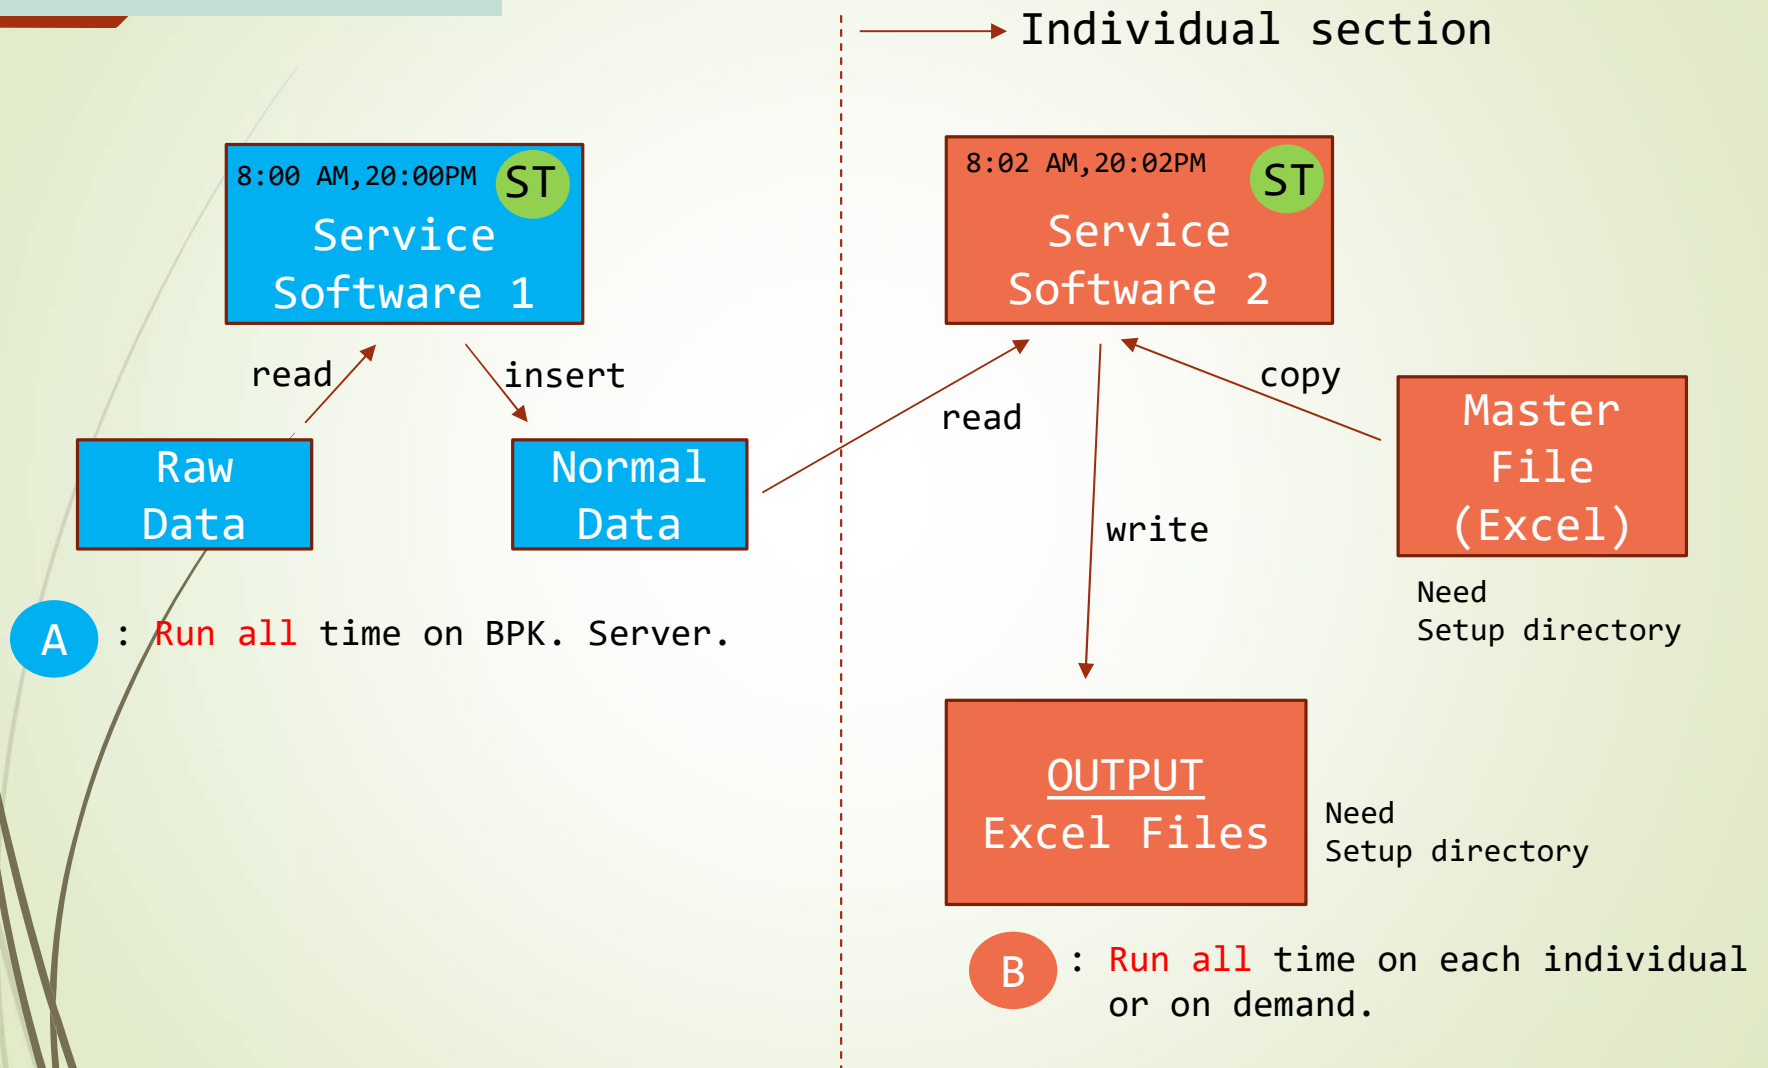 Individual section
8:00 AM,20:00PM
ST
Service
Software 1
read
insert
Raw
Data
Normal
Data
A
: Run all time on BPK. Server.
8:02 AM,20:02PM
ST
Service
Software 2
read
copy
write
Master
File
(Excel)
Need
Setup directory
OUTPUT
Excel Files
Need
Setup directory
B
: Run all time on each individual
or on demand.